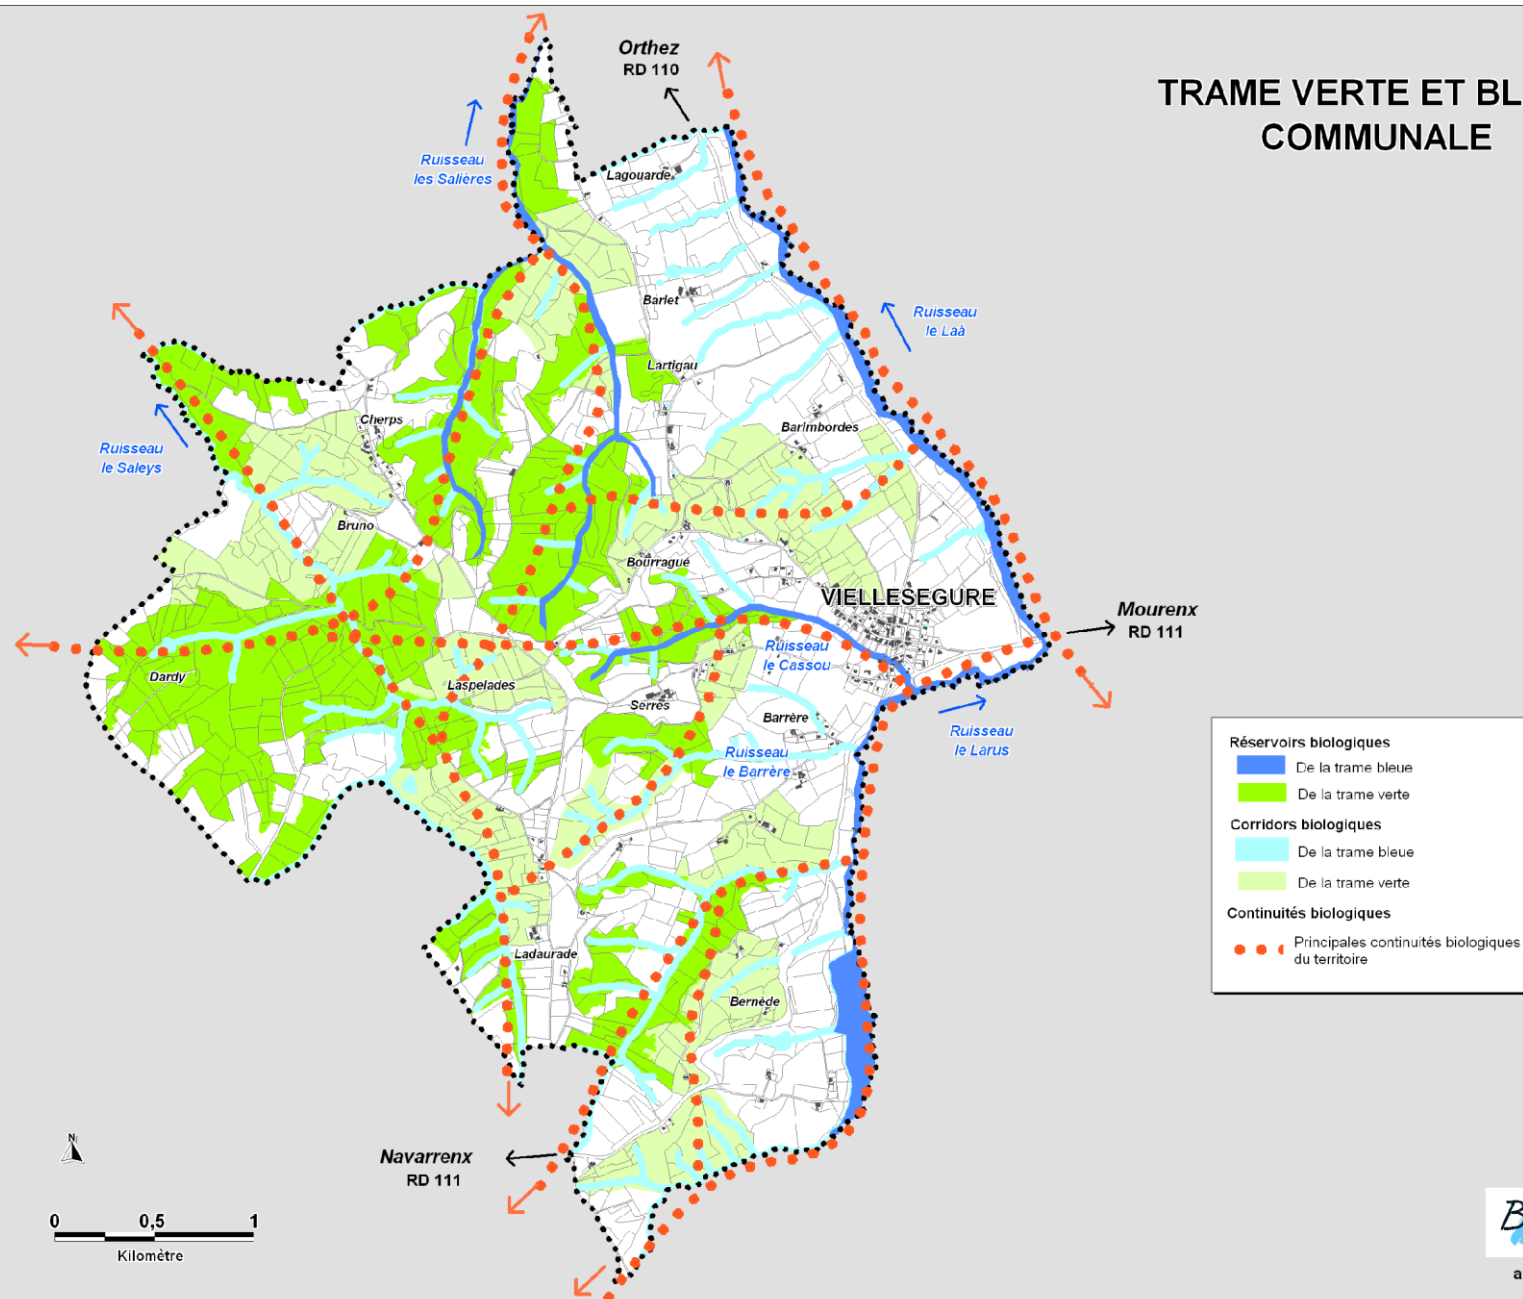 TRAME VERTE ET BL
COMMUNALE
Orthez
RD 110
Ruisseau
les Salières
Lagouarde
Barlet
Ruisseau
le Laà
Lartigau
Cherps
Barimbordes
Ruisseau
le Saleys
Bruno
Bourragué
VIELLESEGURE
Mourenx
RD 111
Ruisseau
le Cassou
Dardy
Laspelades
Serres
Barrère
Ruisseau
le Larus
Ruisseau
le Barrère
Ladaurade
Bernède
Navarrenx
RD 111
Réservoirs biologiques
De la trame bleue
De la trame verte
Corridors biologiques
De la trame bleue
De la trame verte
Continuités biologiques
Principales continuités biologiques
du territoire
N
0 0,5 1
Kilomètre
B
a